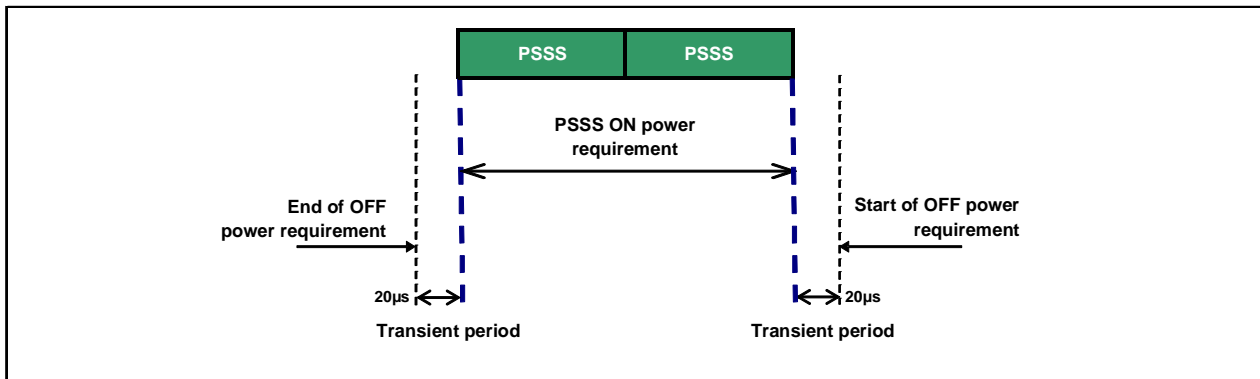 PSSS PSSS
PSSS ON power
requirement
End of OFF
power requirement
Start of OFF power
requirement
20µs
20µs
Transient period
Transient period